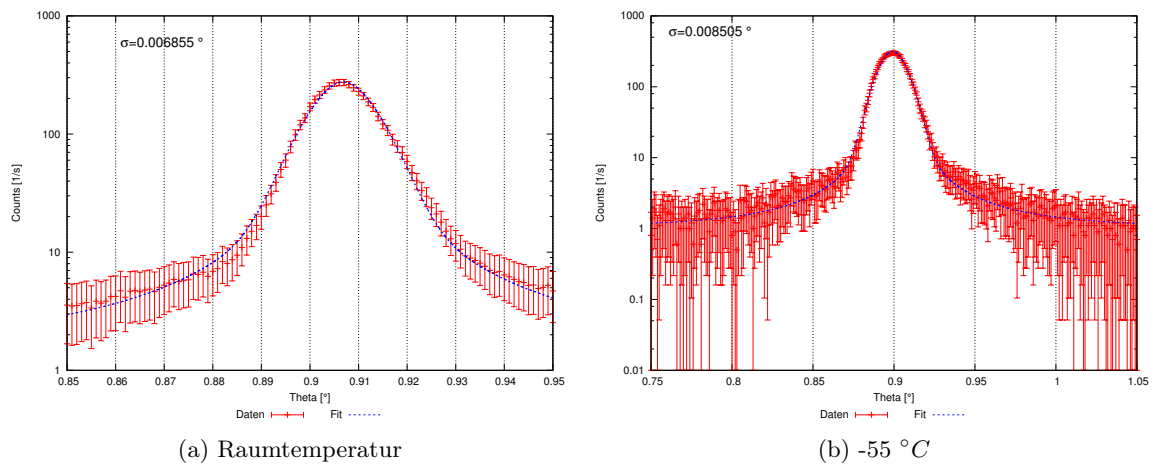 1000
100
10
1
Counts [1/s]
σ=0.006855 °
0.85 0.86 0.87 0.88 0.89 0.9 0.91 0.92 0.93 0.94 0.95
Theta [°]
Daten Fit
(a) Raumtemperatur
1000
100
10
1
0.1
0.01
Counts [1/s]
σ=0.008505 °
0.75 0.8 0.85 0.9 0.95 1 1.05
Theta [°]
Daten Fit
(b) -55 °C